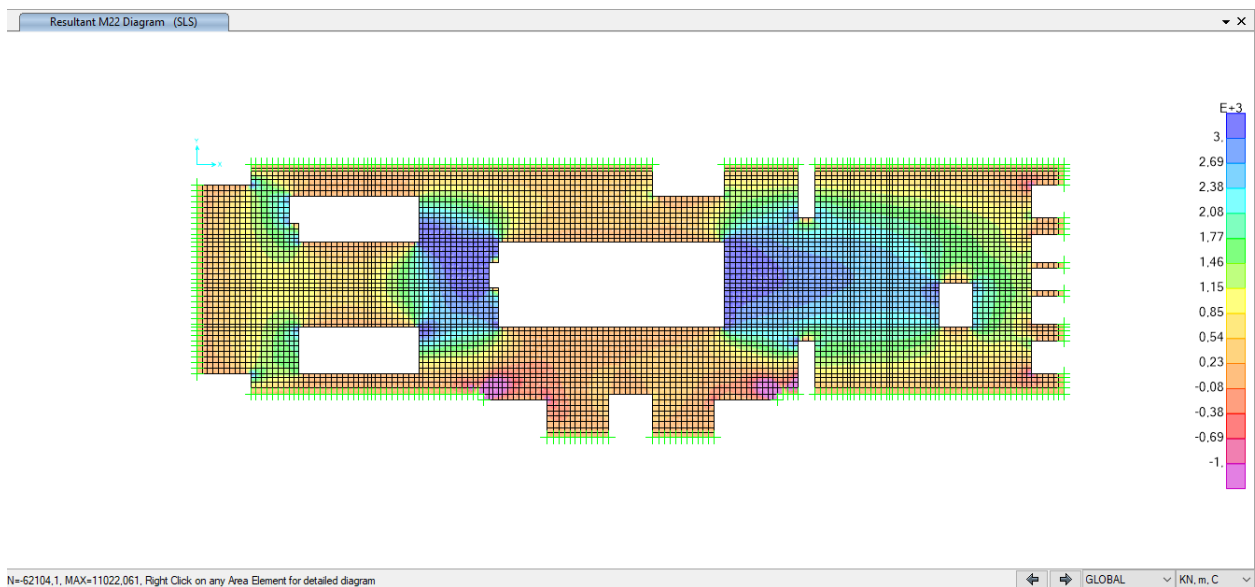 Resultant M22 Diagram (SLS)
E+3
3,
2.69
2.38
2.08
1.77
1.46
1.15
0.85
0.54
0.23
-0.08
-0.38
-0.69
-1,
X
N=-62104,1, MAX=11022,061, Right Click on any Area Element for detailed diagram
GLOBAL
KN, m, C